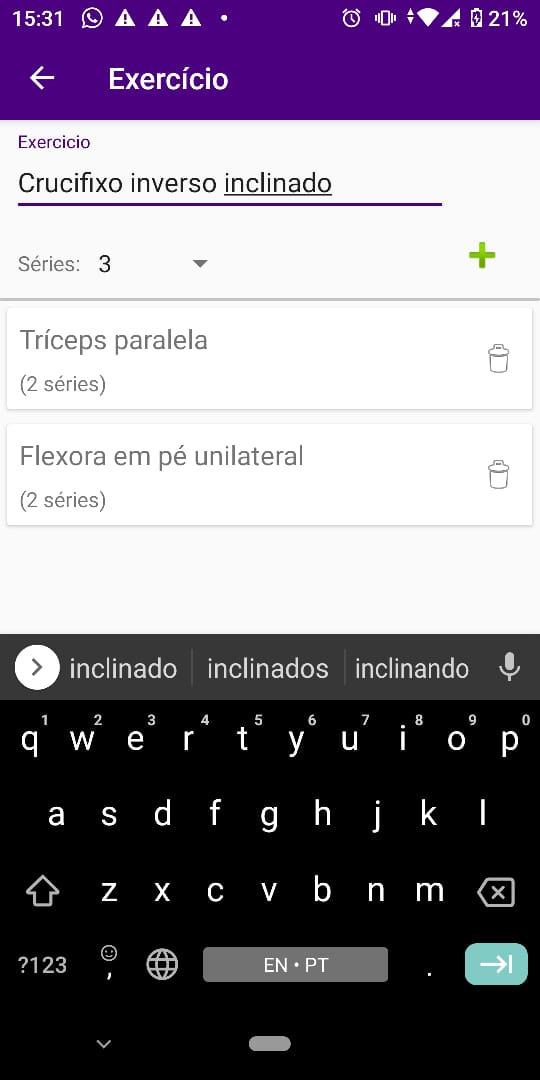 15:31 21%
Exercício
Exercicio
Crucifixo inverso inclinado
Séries: 3
Tríceps paralela
(2 séries)
Flexora em pé unilateral
(2 séries)
inclinado inclinados inclinando
1 2 3 4 5 6 7 8 9 0
q w e r t y u i o p
a s d f g h j k l
z x c v b n m
?123 , EN • PT .